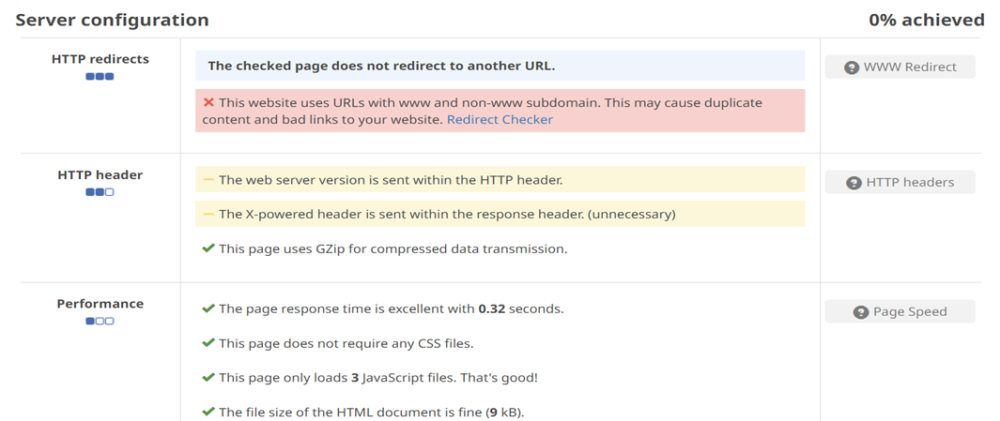 Server configuration
0% achieved
HTTP redirects
The checked page does not redirect to another URL.
WWW Redirect
This website uses URLs with www and non-www subdomain. This may cause duplicate
content and bad links to your website. Redirect Checker
HTTP header
The web server version is sent within the HTTP header.
HTTP headers
The X-powered header is sent within the response header. (unnecessary)
This page uses GZip for compressed data transmission.
Performance
The page response time is excellent with 0.32 seconds.
Page Speed
This page does not require any CSS files.
This page only loads 3 JavaScript files. That's good!
The file size of the HTML document is fine (9 kB).